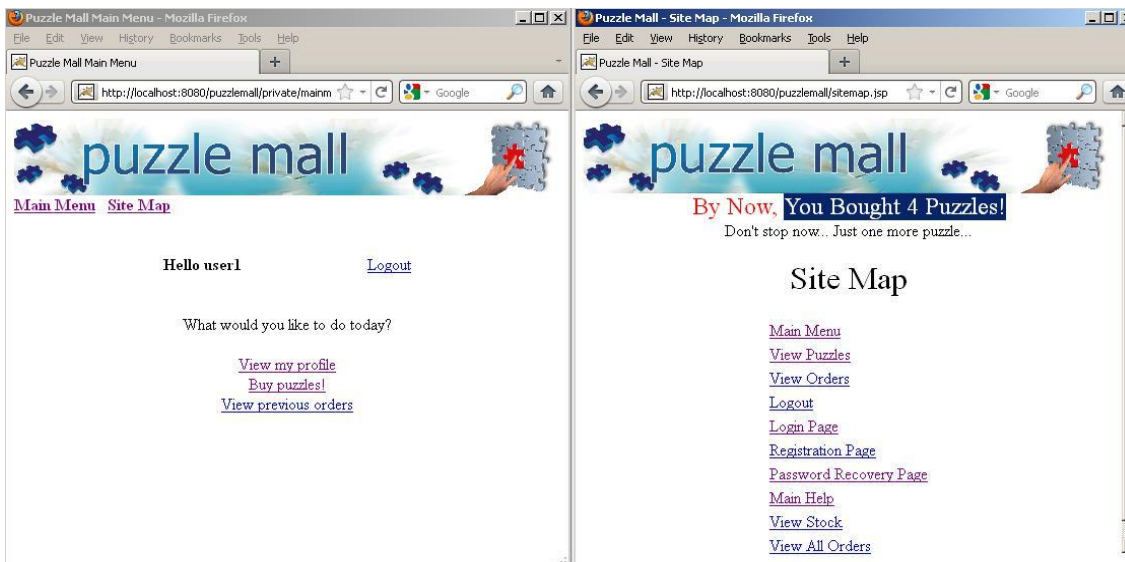 Puzzle Mall Main Menu - Mozilla Firefox
File Edit View History Bookmarks Tools Help
Puzzle Mall Main Menu
http://localhost:8080/puzzlemall/private/mainm
Google
puzzle mall
Main Menu Site Map
Hello user1 Logout
What would you like to do today?
View my profile
Buy puzzles!
View previous orders
Puzzle Mall - Site Map - Mozilla Firefox
File Edit View History Bookmarks Tools Help
Puzzle Mall - Site Map
http://localhost:8080/puzzlemall/sitemap.jsp
Google
puzzle mall
By Now, You Bought 4 Puzzles!
Don't stop now... Just one more puzzle...
Site Map
Main Menu
View Puzzles
View Orders
Logout
Login Page
Registration Page
Password Recovery Page
Main Help
View Stock
View All Orders